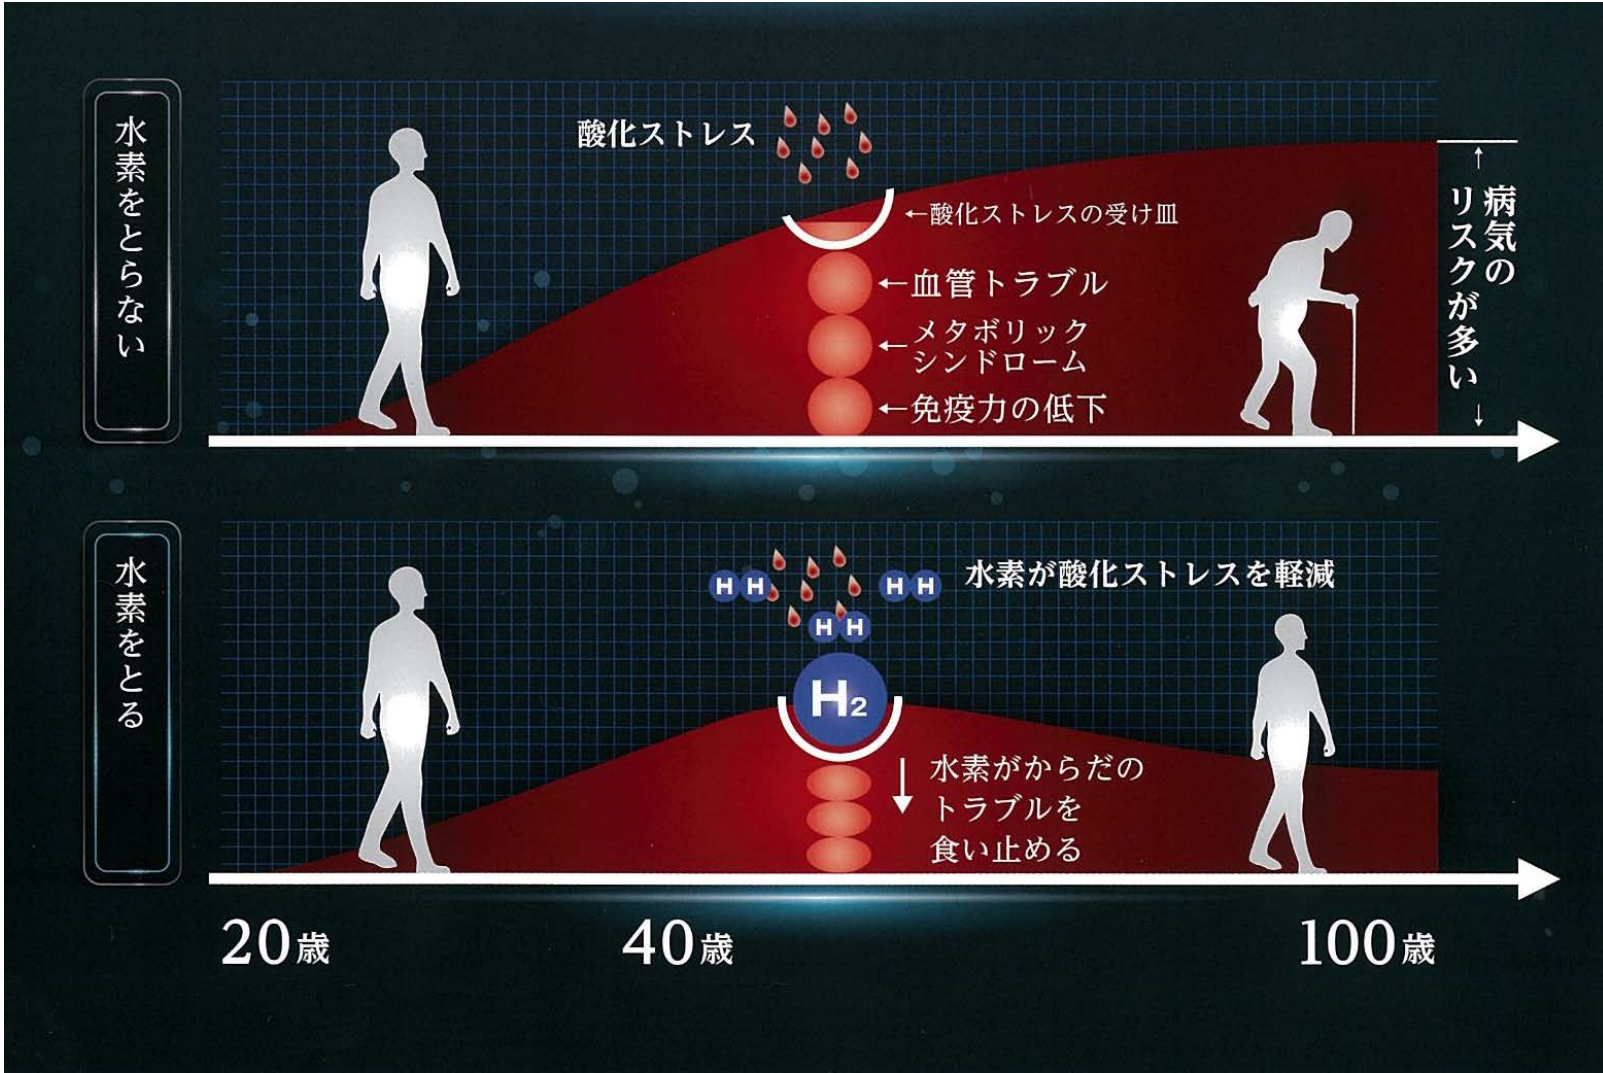 水素をとらない
酸化ストレス
←酸化ストレスの受け皿
←血管トラブル
←メタボリック
シンドローム
←免疫力の低下
病気の
リスクが多い
水素をとる
H H
H H
H H
水素が酸化ストレスを軽減
H2
水素がからだの
トラブルを
食い止める
20歳
40歳
100歳